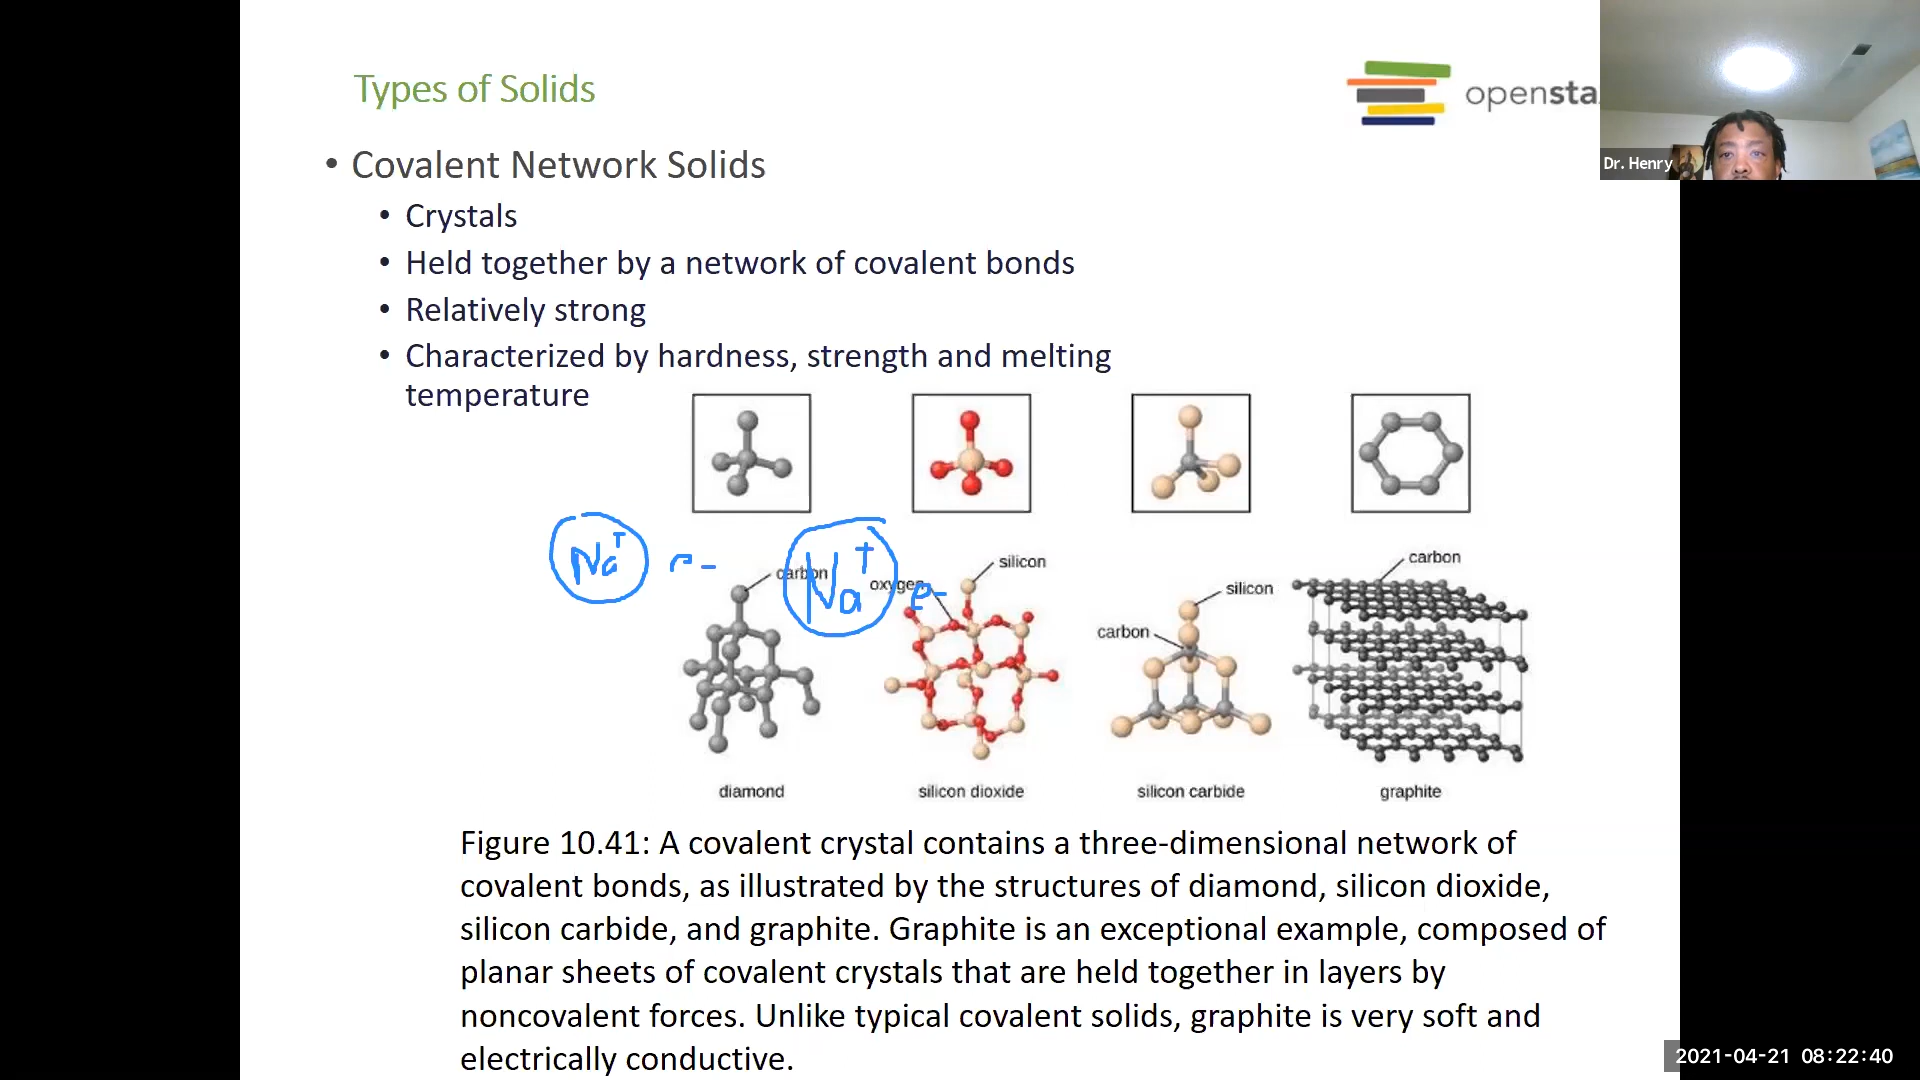 Types of Solids
opensta
Dr. Henry
• Covalent Network Solids
• Crystals
• Held together by a network of covalent bonds
• Relatively strong
• Characterized by hardness, strength and melting
temperature
Na+ e- Na+ e-
carbon
oxygen
silicon
carbon
silicon
carbon
diamond
silicon dioxide
silicon carbide
graphite
Figure 10.41: A covalent crystal contains a three-dimensional network of
covalent bonds, as illustrated by the structures of diamond, silicon dioxide,
silicon carbide, and graphite. Graphite is an exceptional example, composed of
planar sheets of covalent crystals that are held together in layers by
noncovalent forces. Unlike typical covalent solids, graphite is very soft and
electrically conductive.
2021-04-21 08:22:40